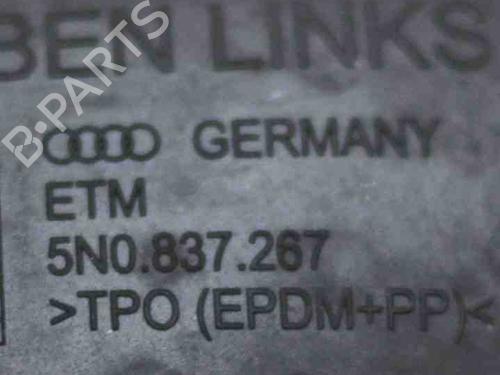 BEN LINKS
GERMANY
ETM
5N0.837.267
>TPO (EPDM+PP)<
B-PARTS